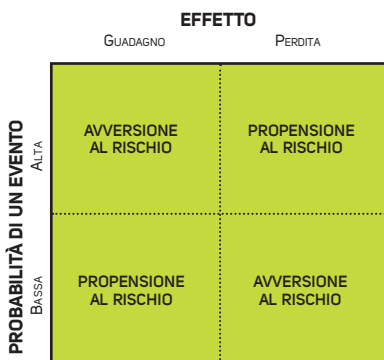 EFFETTO
Guadagno Perdita
PROBABILITÀ DI UN EVENTO
Alta
AVVERSIONE
AL RISCHIO
PROPENSIONE
AL RISCHIO
Bassa
PROPENSIONE
AL RISCHIO
AVVERSIONE
AL RISCHIO